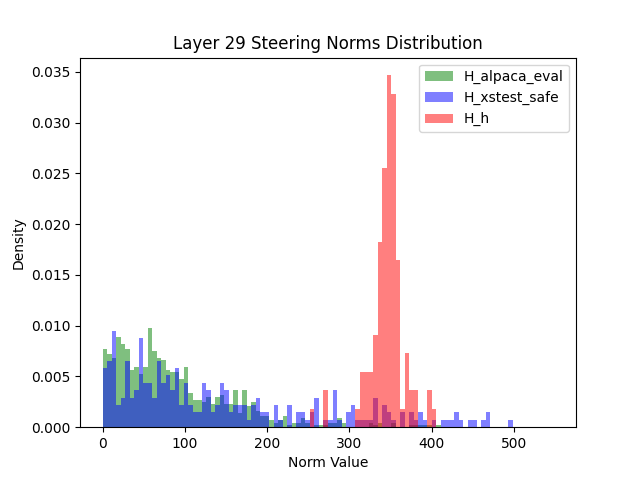 Layer 29 Steering Norms Distribution
H_alpaca_eval
H_xstest_safe
H_h
0.035
0.030
0.025
0.020
0.015
0.010
0.005
0.000
Density
0 100 200 300 400 500
Norm Value